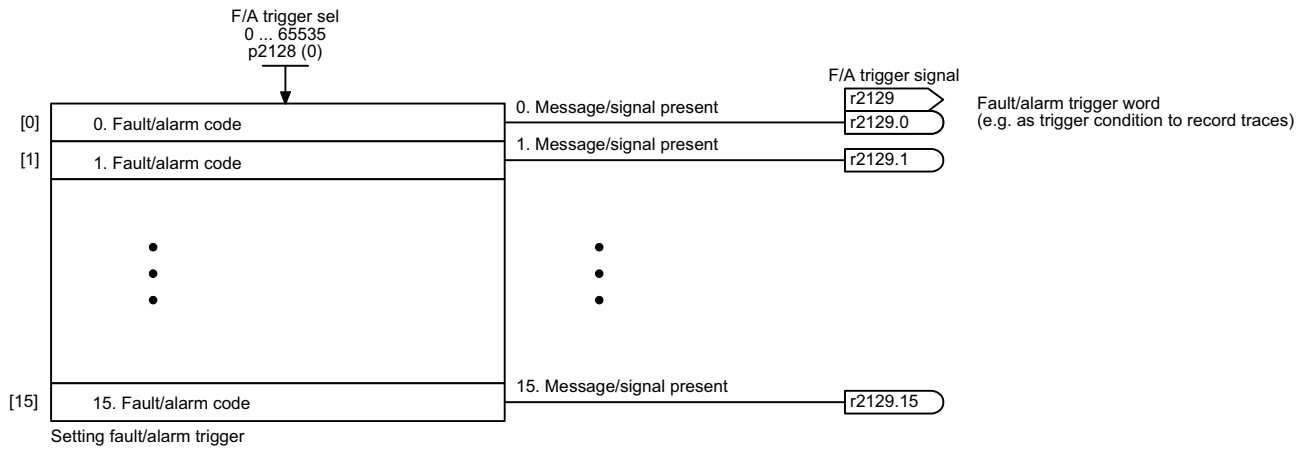 F/A trigger sel
0 ... 65535
p2128 (0)
F/A trigger signal
0. Message/signal present
r2129
Fault/alarm trigger word
[0]
0. Fault/alarm code
r2129.0
(e.g. as trigger condition to record traces)
1. Message/signal present
[1]
1. Fault/alarm code
r2129.1
15. Message/signal present
[15]
15. Fault/alarm code
r2129.15
Setting fault/alarm trigger